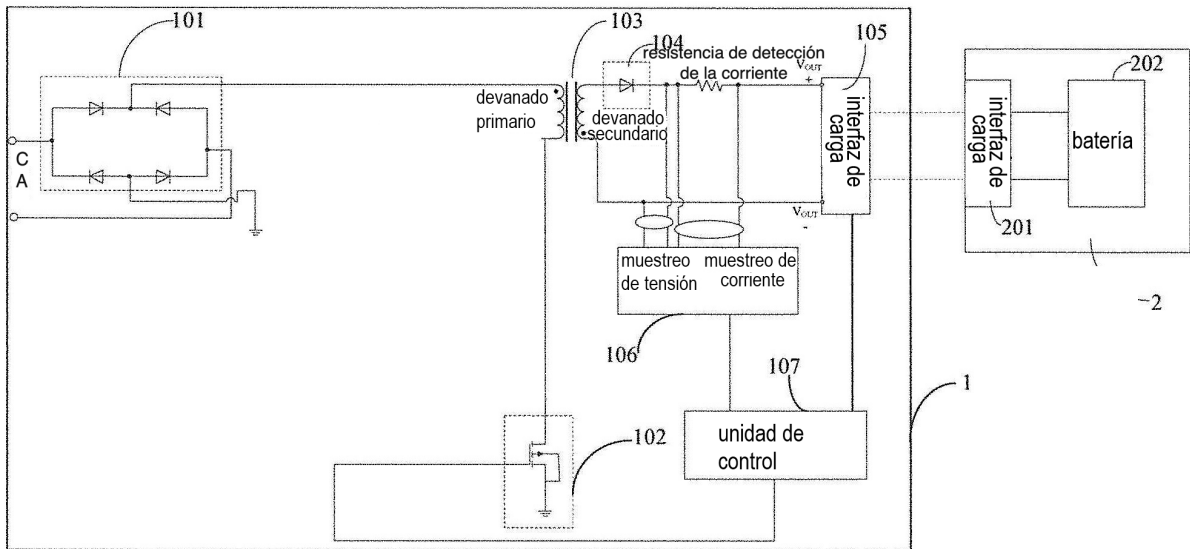 101
103
104
105
resistencia de detección
de la corriente
VOUT
+
202
devanado
primario
devanado
secundario
interfaz de
carga
interfaz de
carga
batería
C
A
201
VOUT
-
muestreo
de tensión
muestreo de
corriente
2
106
107
1
unidad de
control
102